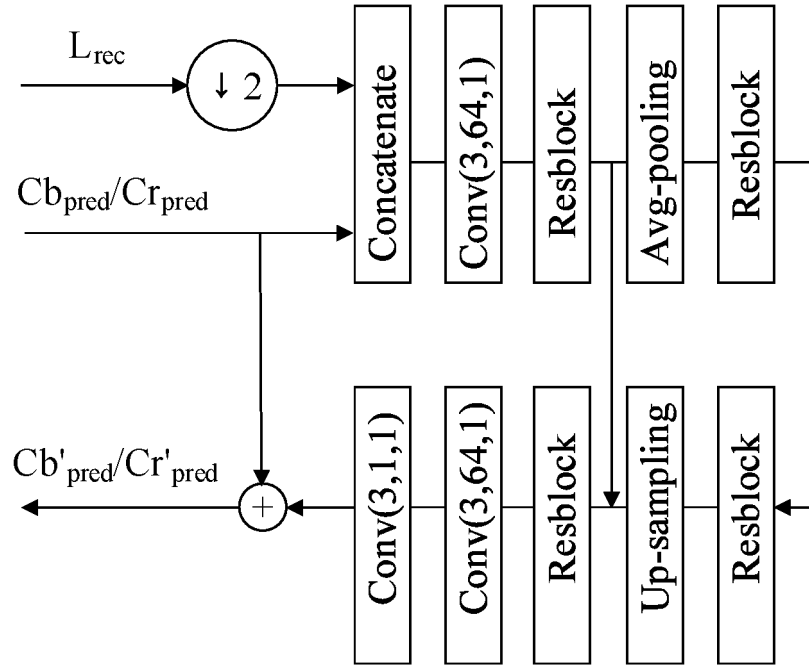 L_rec
↓ 2
Cb_pred/Cr_pred
Concatenate
Conv(3,64,1)
Resblock
Avg-pooling
Resblock
Cb'_pred/Cr'_pred
+
Conv(3,1,1)
Conv(3,64,1)
Resblock
Up-sampling
Resblock